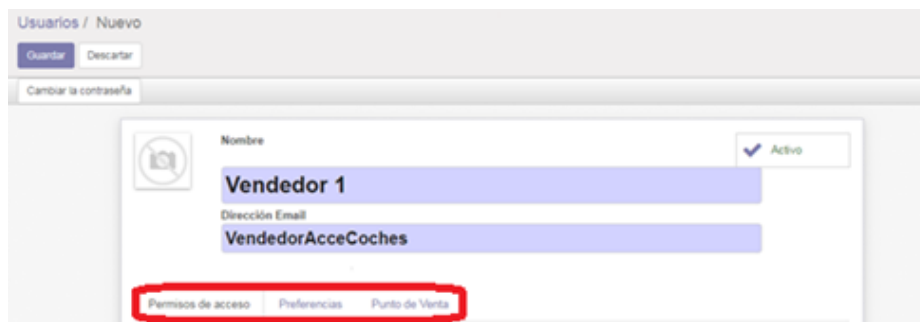 Usuarios / Nuevo
Guardar Descartar
Cambiar la contraseña
Nombre
Activo
Vendedor 1
Dirección Email
VendedorAcceCoches
Permisos de acceso Preferencias Punto de Venta